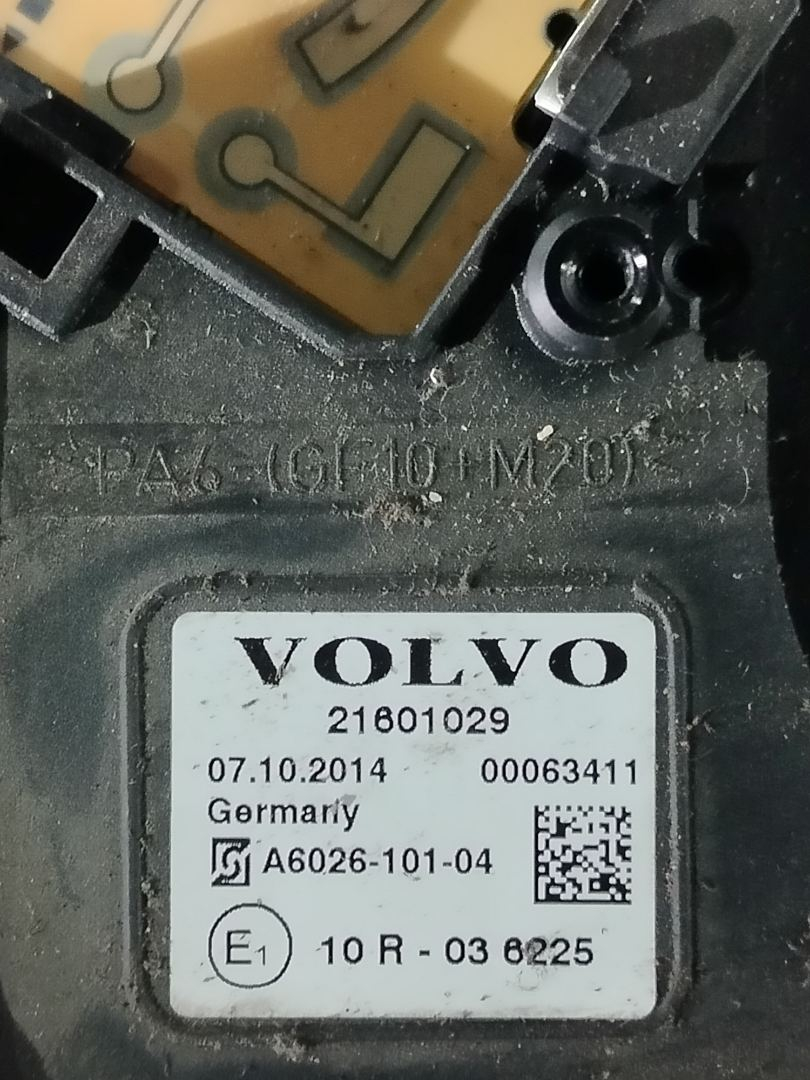 >PA6-(GF10+M20)<
VOLVO
21601029
07.10.2014 00063411
Germany
A6026-101-04
E1 10 R - 03 6225